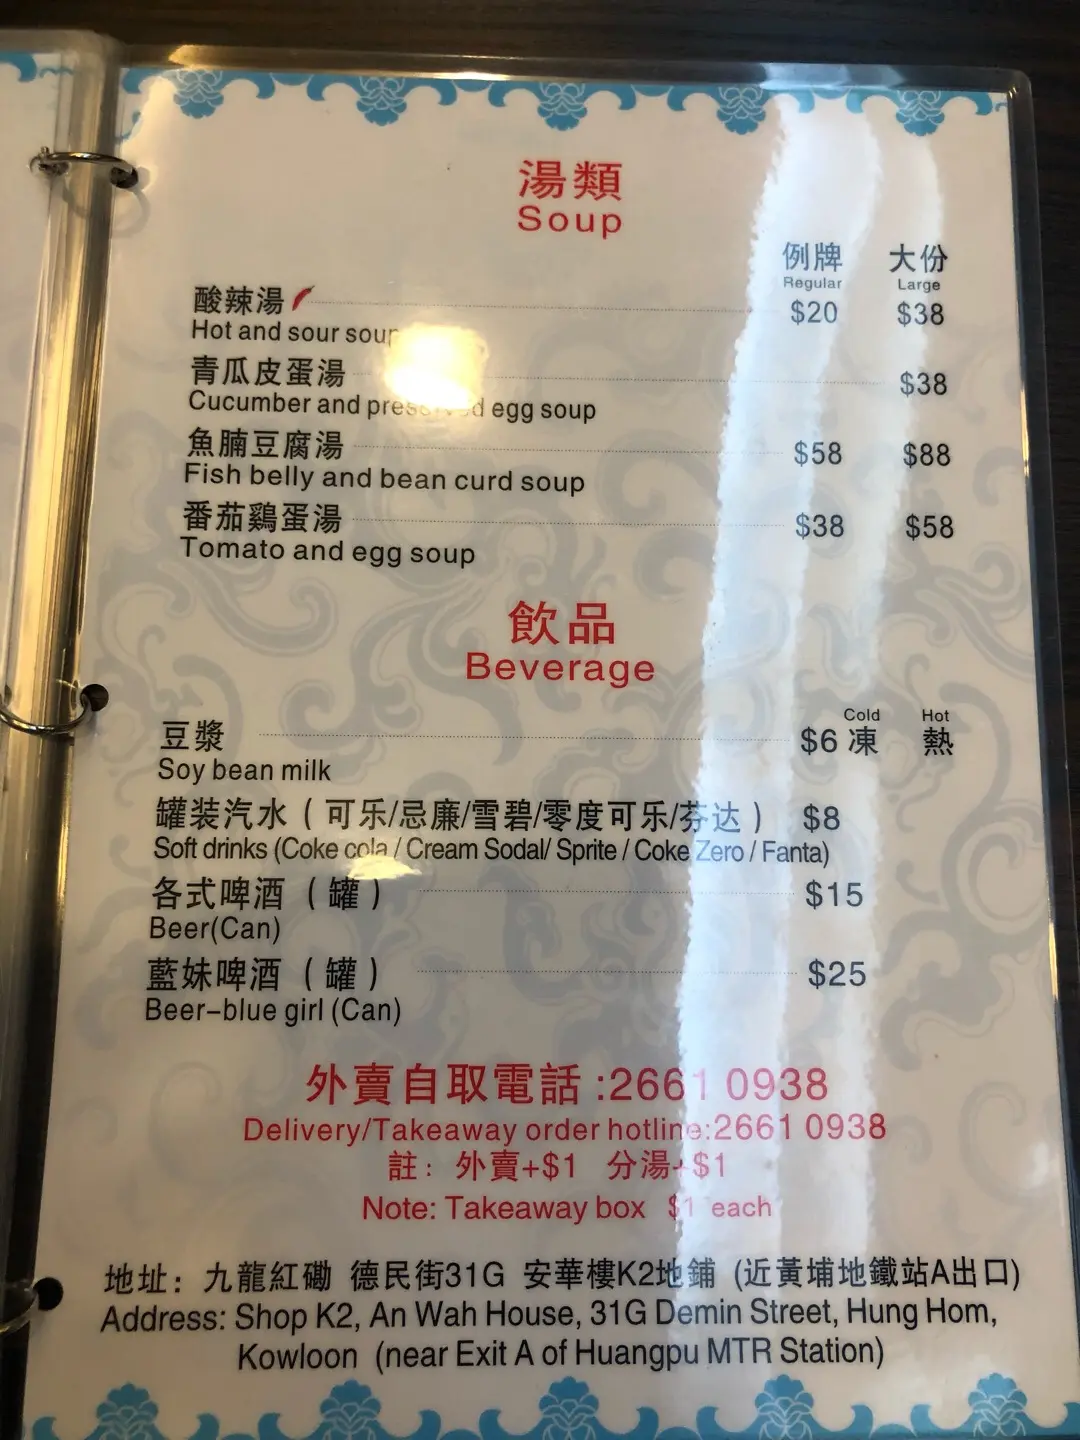 湯類
Soup
例牌 大份
Regular Large
酸辣湯 $20 $38
Hot and sour soup
青瓜皮蛋湯 $38
Cucumber and preserved egg soup
魚腩豆腐湯 $58 $88
Fish belly and bean curd soup
番茄鷄蛋湯 $38 $58
Tomato and egg soup
飲品
Beverage
Cold Hot
豆漿 $6 凍 熱
Soy bean milk
罐装汽水（可乐/忌廉/雪碧/零度可乐/芬达） $8
Soft drinks (Coke cola / Cream Sodal/ Sprite / Coke Zero / Fanta)
各式啤酒（罐） $15
Beer(Can)
藍妹啤酒（罐） $25
Beer-blue girl (Can)
外賣自取電話:2661 0938
Delivery/Takeaway order hotline:2661 0938
註：外賣+$1 分湯+$1
Note: Takeaway box $1 each
地址：九龍紅磡 德民街31G 安華樓K2地鋪 (近黃埔地鐵站A出口)
Address: Shop K2, An Wah House, 31G Demin Street, Hung Hom,
Kowloon (near Exit A of Huangpu MTR Station)